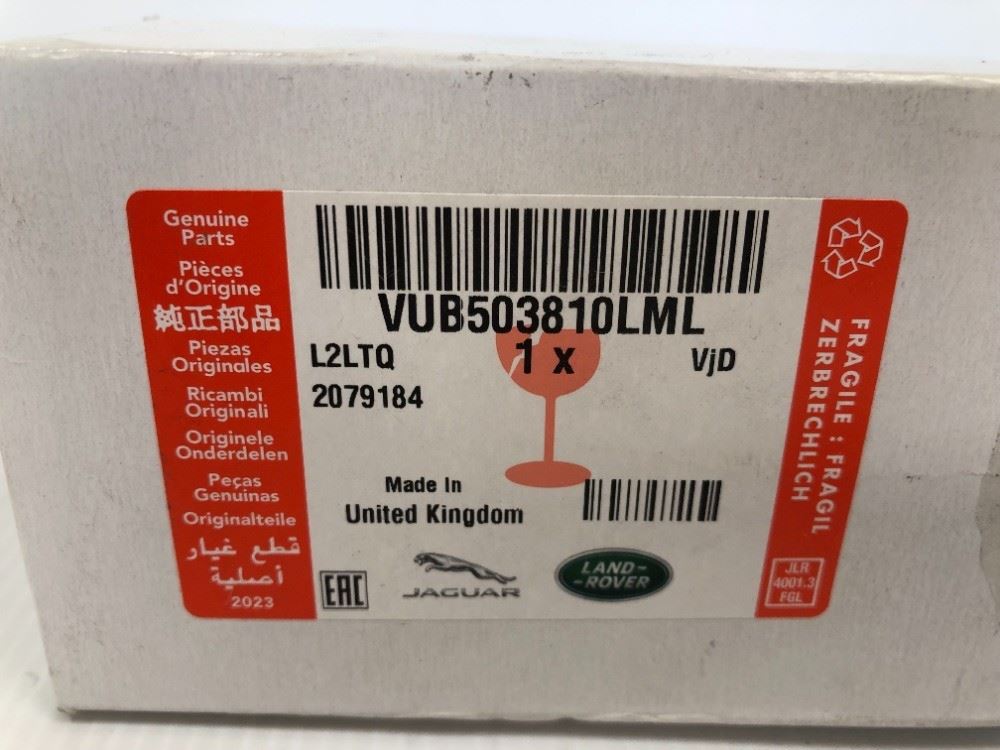 Genuine
Parts
Pièces
d'Origine
純正部品
Piezas
Originales
Ricambi
Originali
Originele
Onderdelen
Peças
Genuinas
Originalteile
قطع غيار
أصلية
2023
VUB503810LML
L2LTQ
1 x
VjD
2079184
Made In
United Kingdom
EAC
JAGUAR
LAND-
-ROVER
FRAGILE : FRAGIL
ZERBRECHLICH
JLR
4001.3
FGL